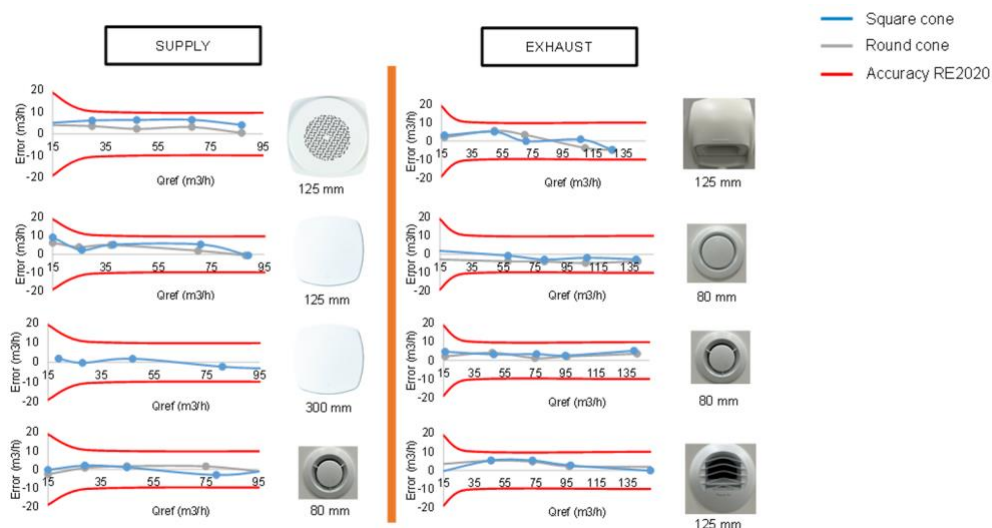 SUPPLY
EXHAUST
Square cone
Round cone
Accuracy RE2020
Error (m3/h)
20
10
0
-10
-20
15 35 55 75 95
Qref (m3/h)
125 mm
Error (m3/h)
20
10
0
-10
-20
15 35 55 75 95
Qref (m3/h)
125 mm
Error (m3/h)
20
10
0
-10
-20
15 35 55 75 95
Qref (m3/h)
300 mm
Error (m3/h)
20
10
0
-10
-20
15 35 55 75 95
Qref (m3/h)
80 mm
Error (m3/h)
20
10
0
-10
-20
15 35 55 75 95 115 135
Qref (m3/h)
125 mm
Error (m3/h)
20
10
0
-10
-20
15 35 55 75 95 115 135
Qref (m3/h)
80 mm
Error (m3/h)
20
10
0
-10
-20
15 35 55 75 95 115 135
Qref (m3/h)
80 mm
Error (m3/h)
20
10
0
-10
-20
15 35 55 75 95 115 135
Qref (m3/h)
125 mm